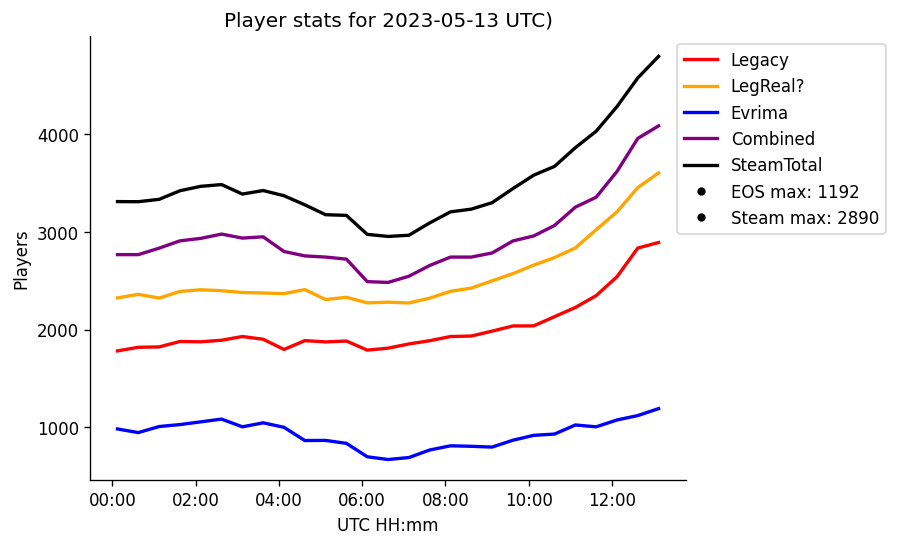 Player stats for 2023-05-13 UTC)
Legacy
LegReal?
Evrima
Combined
SteamTotal
EOS max: 1192
Steam max: 2890
Players
4000
3000
2000
1000
00:00 02:00 04:00 06:00 08:00 10:00 12:00
UTC HH:mm